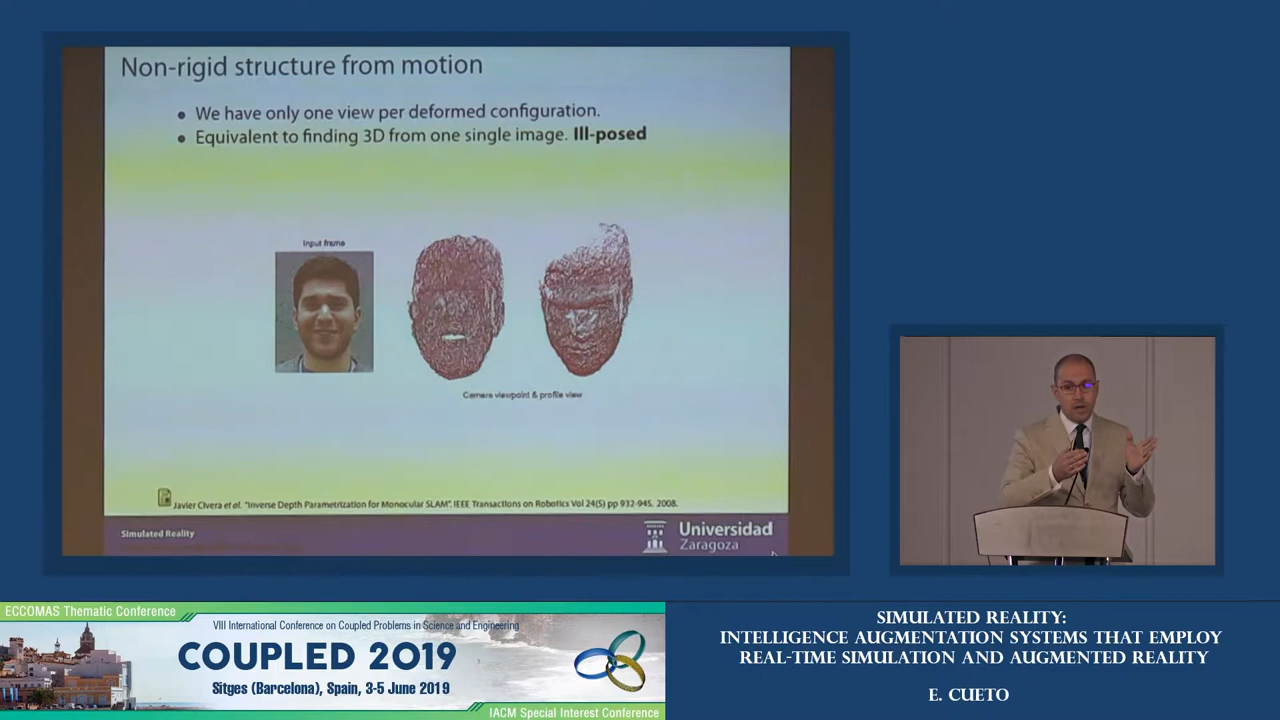 Non-rigid structure from motion
We have only one view per deformed configuration.
Equivalent to finding 3D from one single image. Ill-posed
Input frame
Camera viewpoint & profile view
Javier Civera et al. "Inverse Depth Parametrization for Monocular SLAM". IEEE Transactions on Robotics Vol 24(5) pp 932-945. 2008.
Simulated Reality
Universidad
Zaragoza
ECCOMAS Thematic Conference
VIII International Conference on Coupled Problems in Science and Engineering
COUPLED 2019
Sitges (Barcelona), Spain, 3-5 June 2019
IACM Special Interest Conference
SIMULATED REALITY:
INTELLIGENCE AUGMENTATION SYSTEMS THAT EMPLOY
REAL-TIME SIMULATION AND AUGMENTED REALITY
E. CUETO